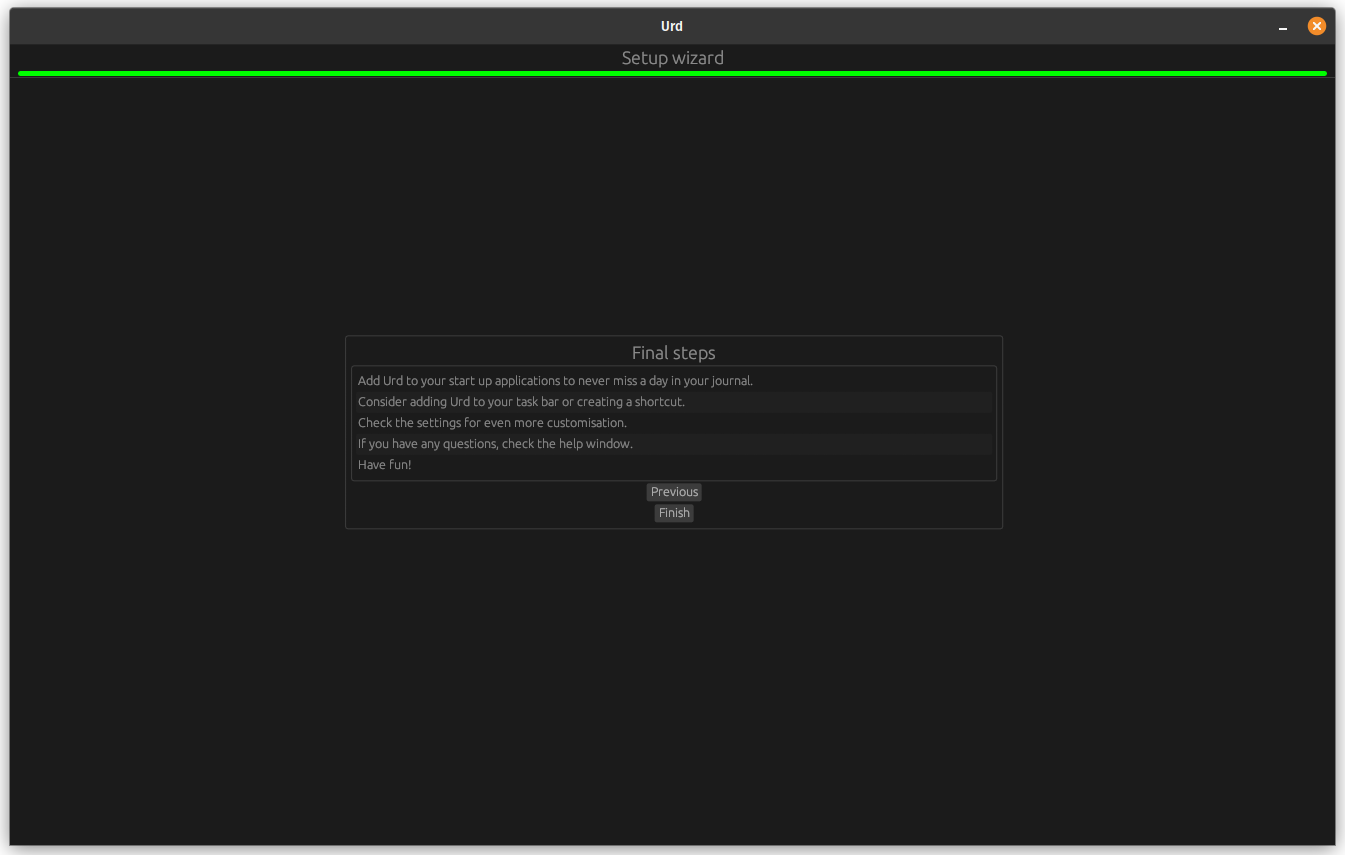 Urd
Setup wizard
Final steps
Add Urd to your start up applications to never miss a day in your journal.
Consider adding Urd to your task bar or creating a shortcut.
Check the settings for even more customisation.
If you have any questions, check the help window.
Have fun!
Previous
Finish